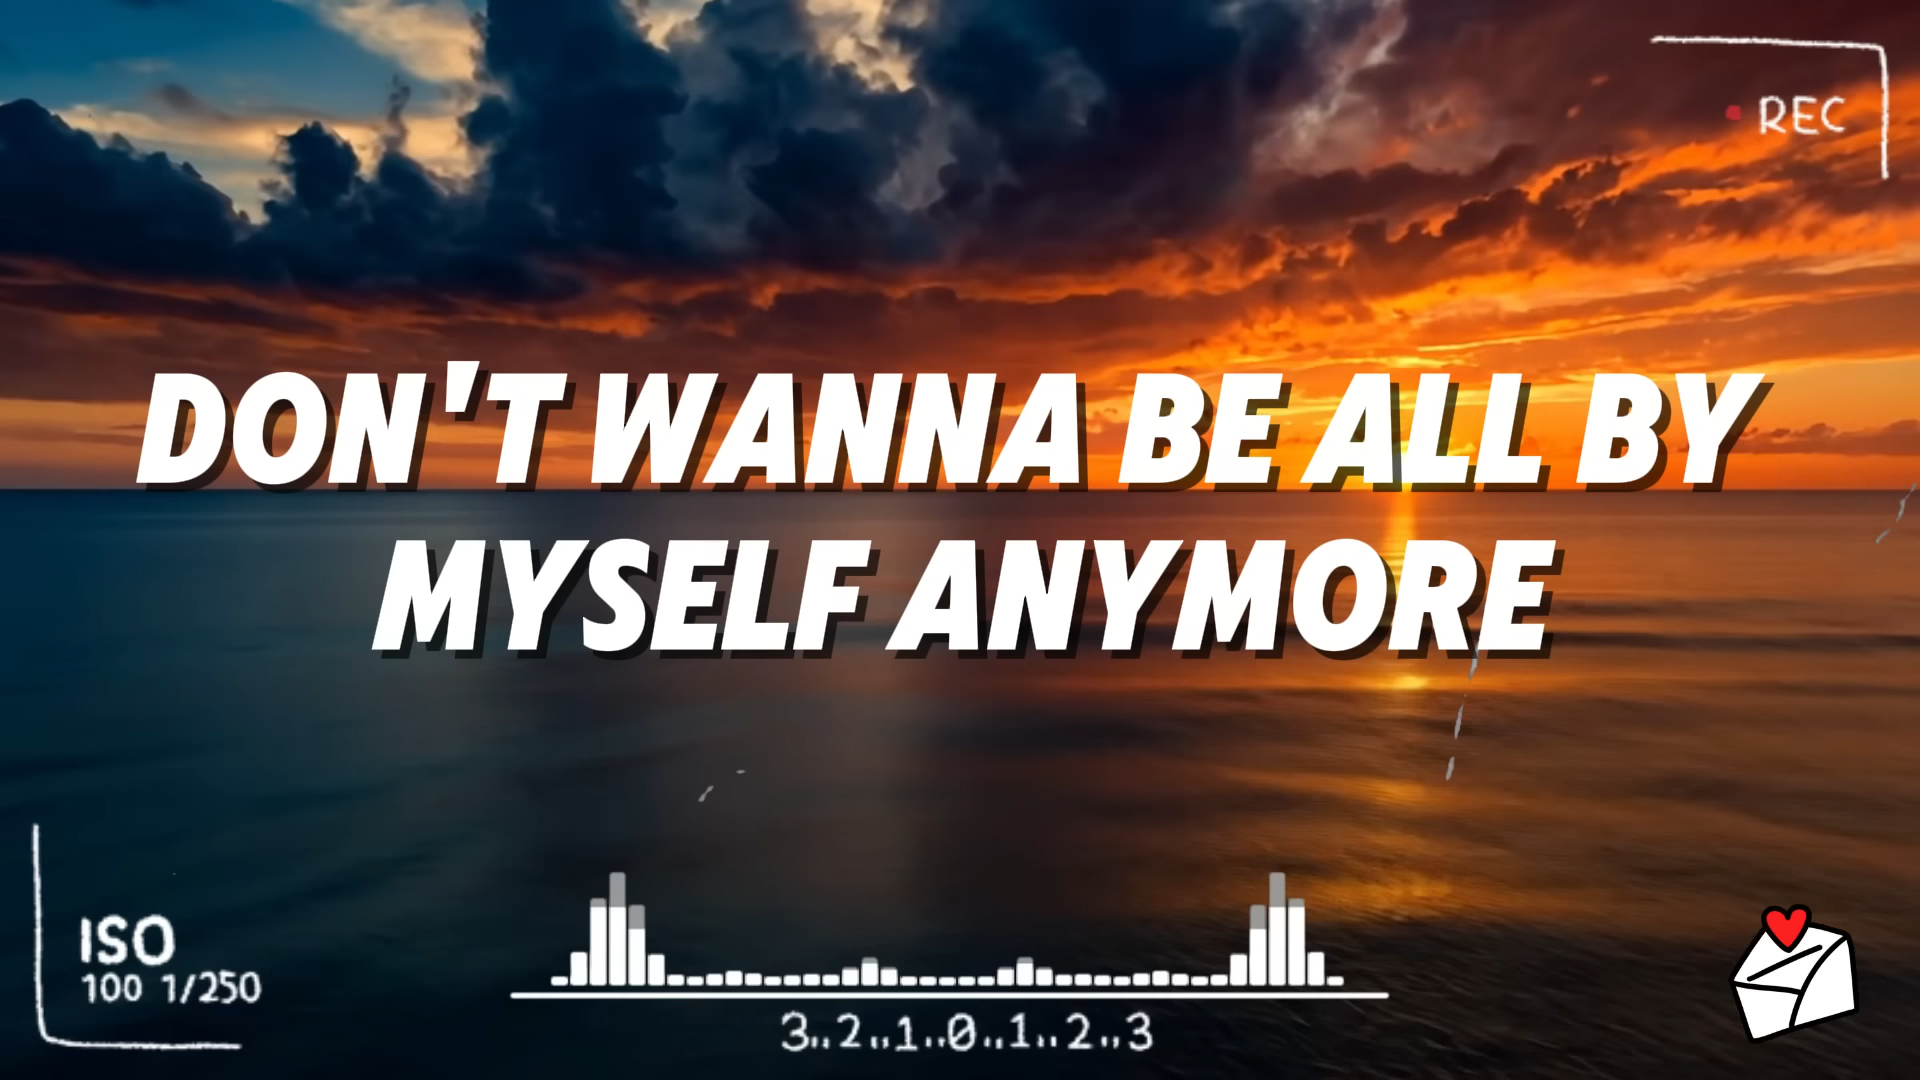 REC
DON'T WANNA BE ALL BY
MYSELF ANYMORE
ISO
100 1/250
3..2..1..0..1..2..3